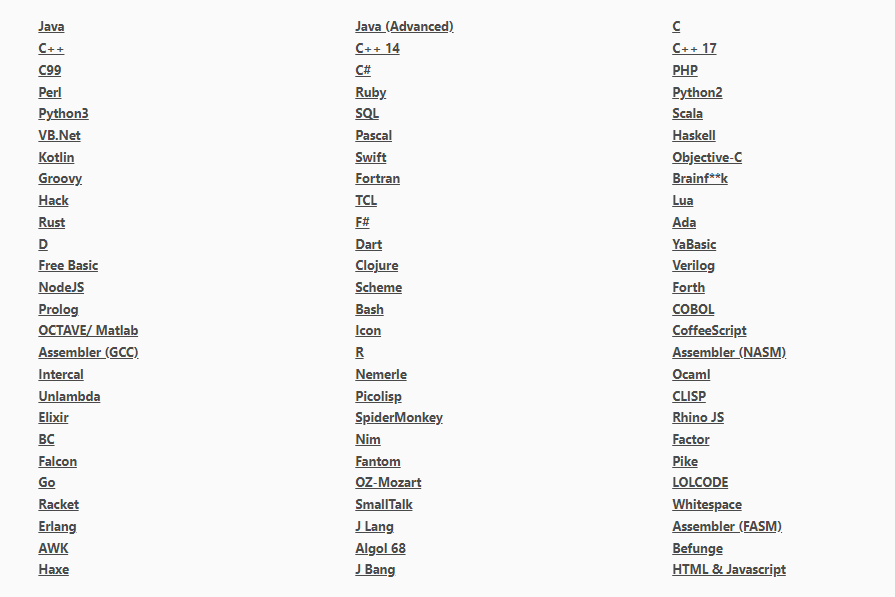 Java Java (Advanced) C
C++ C++ 14 C++ 17
C99 C# PHP
Perl Ruby Python2
Python3 SQL Scala
VB.Net Pascal Haskell
Kotlin Swift Objective-C
Groovy Fortran Brainf**k
Hack TCL Lua
Rust F# Ada
D Dart YaBasic
Free Basic Clojure Verilog
NodeJS Scheme Forth
Prolog Bash COBOL
OCTAVE/ Matlab Icon CoffeeScript
Assembler (GCC) R Assembler (NASM)
Intercal Nemerle Ocaml
Unlambda Picolisp CLISP
Elixir SpiderMonkey Rhino JS
BC Nim Factor
Falcon Fantom Pike
Go OZ-Mozart LOLCODE
Racket SmallTalk Whitespace
Erlang J Lang Assembler (FASM)
AWK Algol 68 Befunge
Haxe J Bang HTML & Javascript